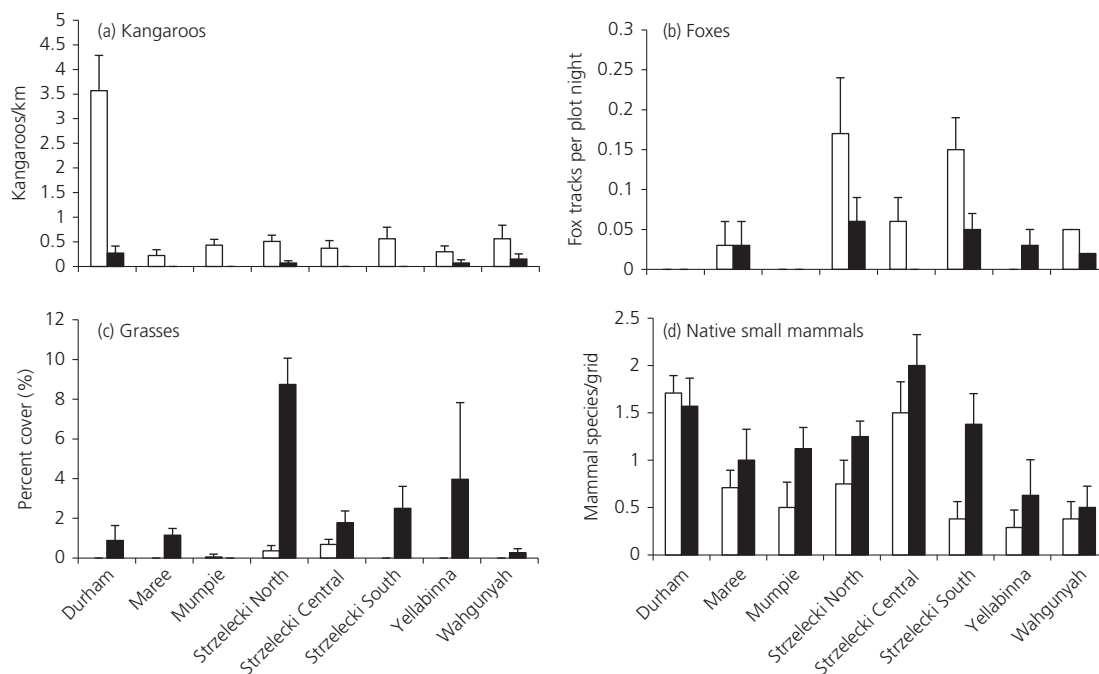 (a) Kangaroos
Kangaroos/km
5
4.5
4
3.5
3
2.5
2
1.5
1
0.5
0
(b) Foxes
Fox tracks per plot night
0.3
0.25
0.2
0.15
0.1
0.05
0
(c) Grasses
Percent cover (%)
12
10
8
6
4
2
0
Durham
Maree
Mumpie
Strzelecki North
Strzelecki Central
Strzelecki South
Yellabinna
Wahgunyah
(d) Native small mammals
Mammal species/grid
2.5
2
1.5
1
0.5
0
Durham
Maree
Mumpie
Strzelecki North
Strzelecki Central
Strzelecki South
Yellabinna
Wahgunyah